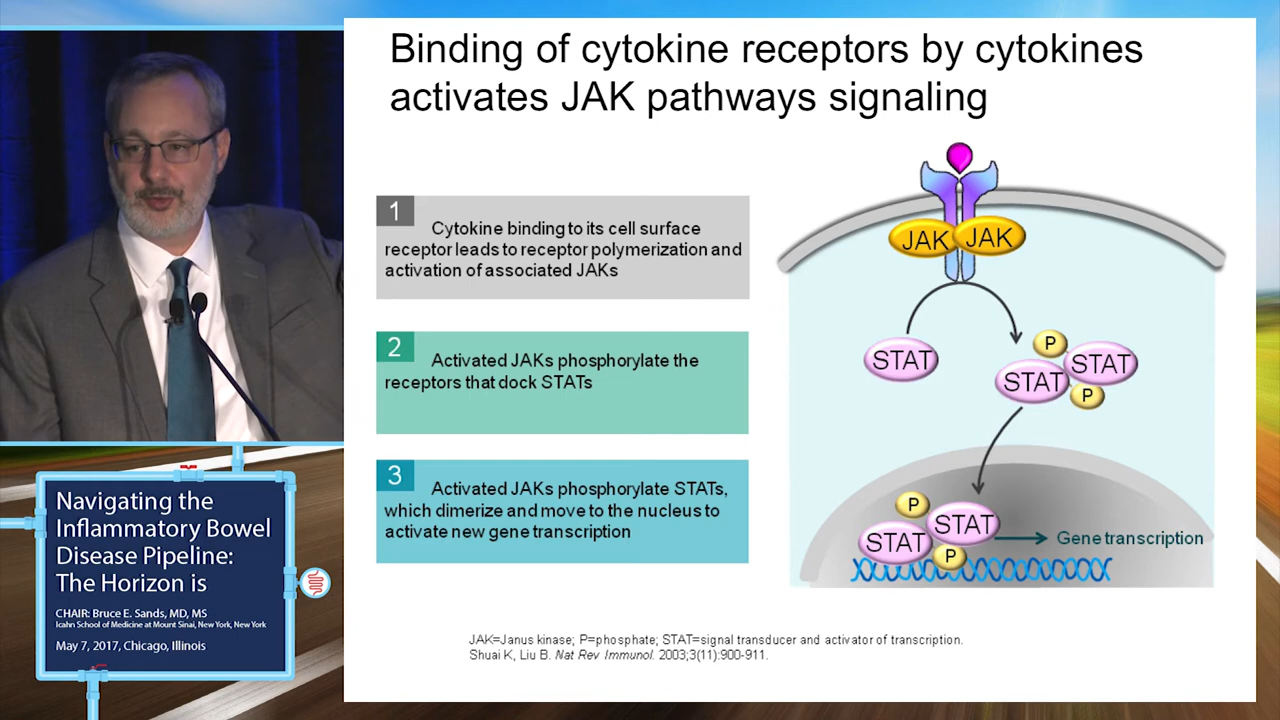 Binding of cytokine receptors by cytokines
activates JAK pathways signaling
1
Cytokine binding to its cell surface
receptor leads to receptor polymerization and
activation of associated JAKs
2
Activated JAKs phosphorylate the
receptors that dock STATs
3
Activated JAKs phosphorylate STATs,
which dimerize and move to the nucleus to
activate new gene transcription
JAK JAK
STAT
P
STAT
STAT
P
P
STAT
STAT
P
Gene transcription
JAK=Janus kinase; P=phosphate; STAT=signal transducer and activator of transcription.
Shuai K, Liu B. Nat Rev Immunol. 2003;3(11):900-911.
Navigating the
Inflammatory Bowel
Disease Pipeline:
The Horizon is
CHAIR: Bruce E. Sands, MD, MS
Icahn School of Medicine at Mount Sinai, New York, New York
May 7, 2017, Chicago, Illinois